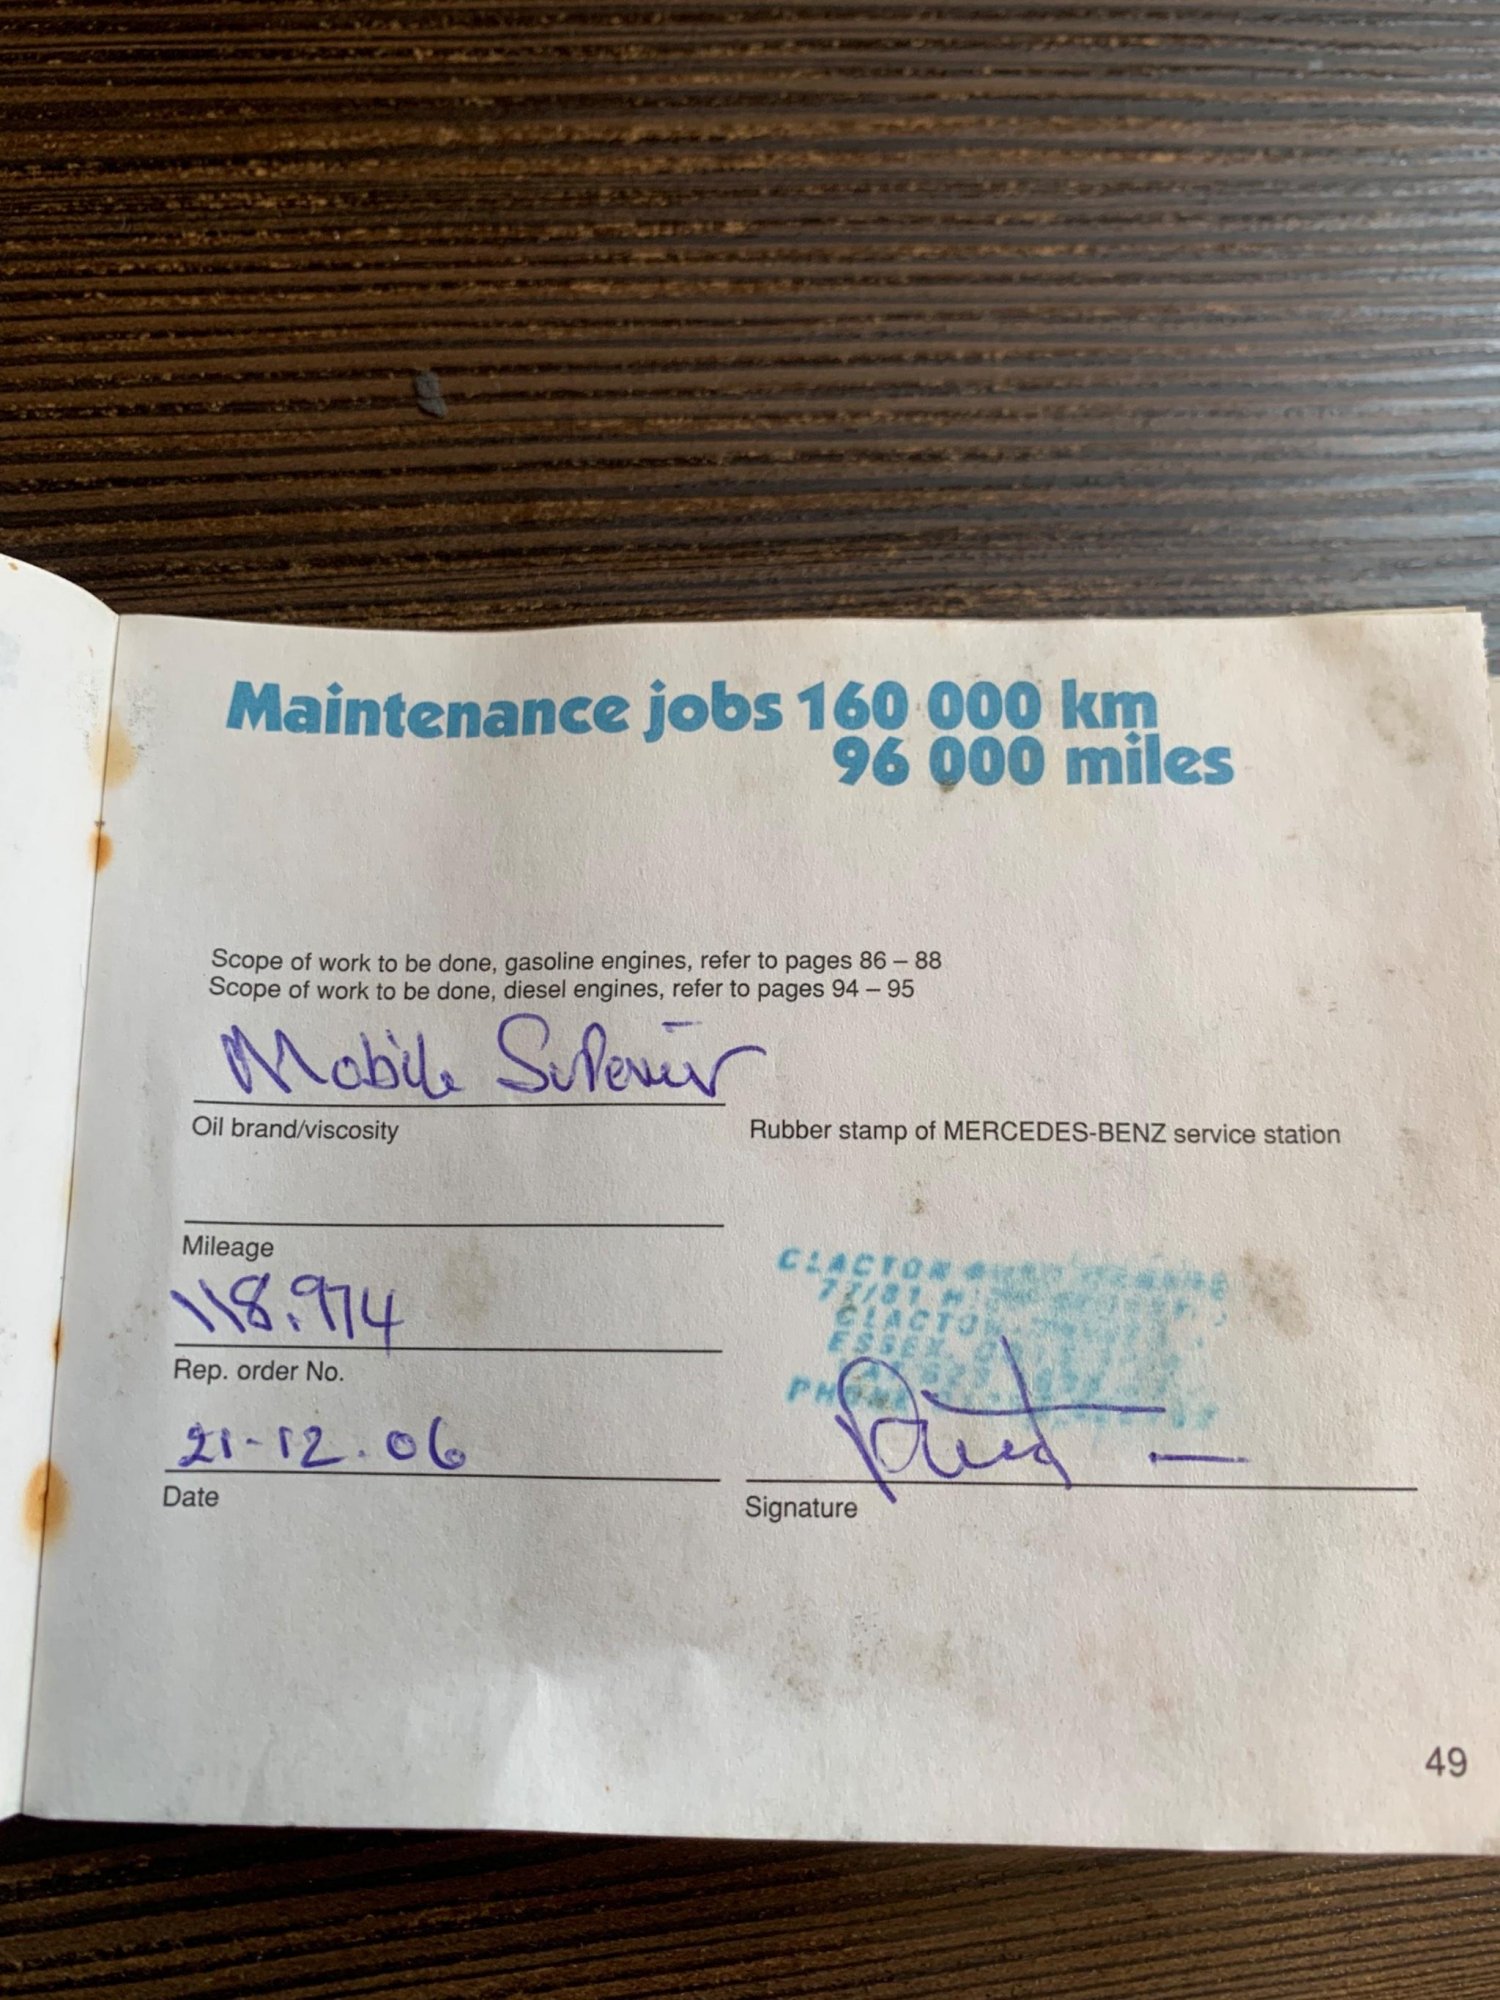 Maintenance jobs 160 000 km
96 000 miles
Scope of work to be done, gasoline engines, refer to pages 86 – 88
Scope of work to be done, diesel engines, refer to pages 94 – 95
Mobile Superior
Oil brand/viscosity
Rubber stamp of MERCEDES-BENZ service station
Mileage
118.974
Rep. order No.
21-12.06
Date
CLACTON
77/81
CLACTON
ESSEX
Signature
49